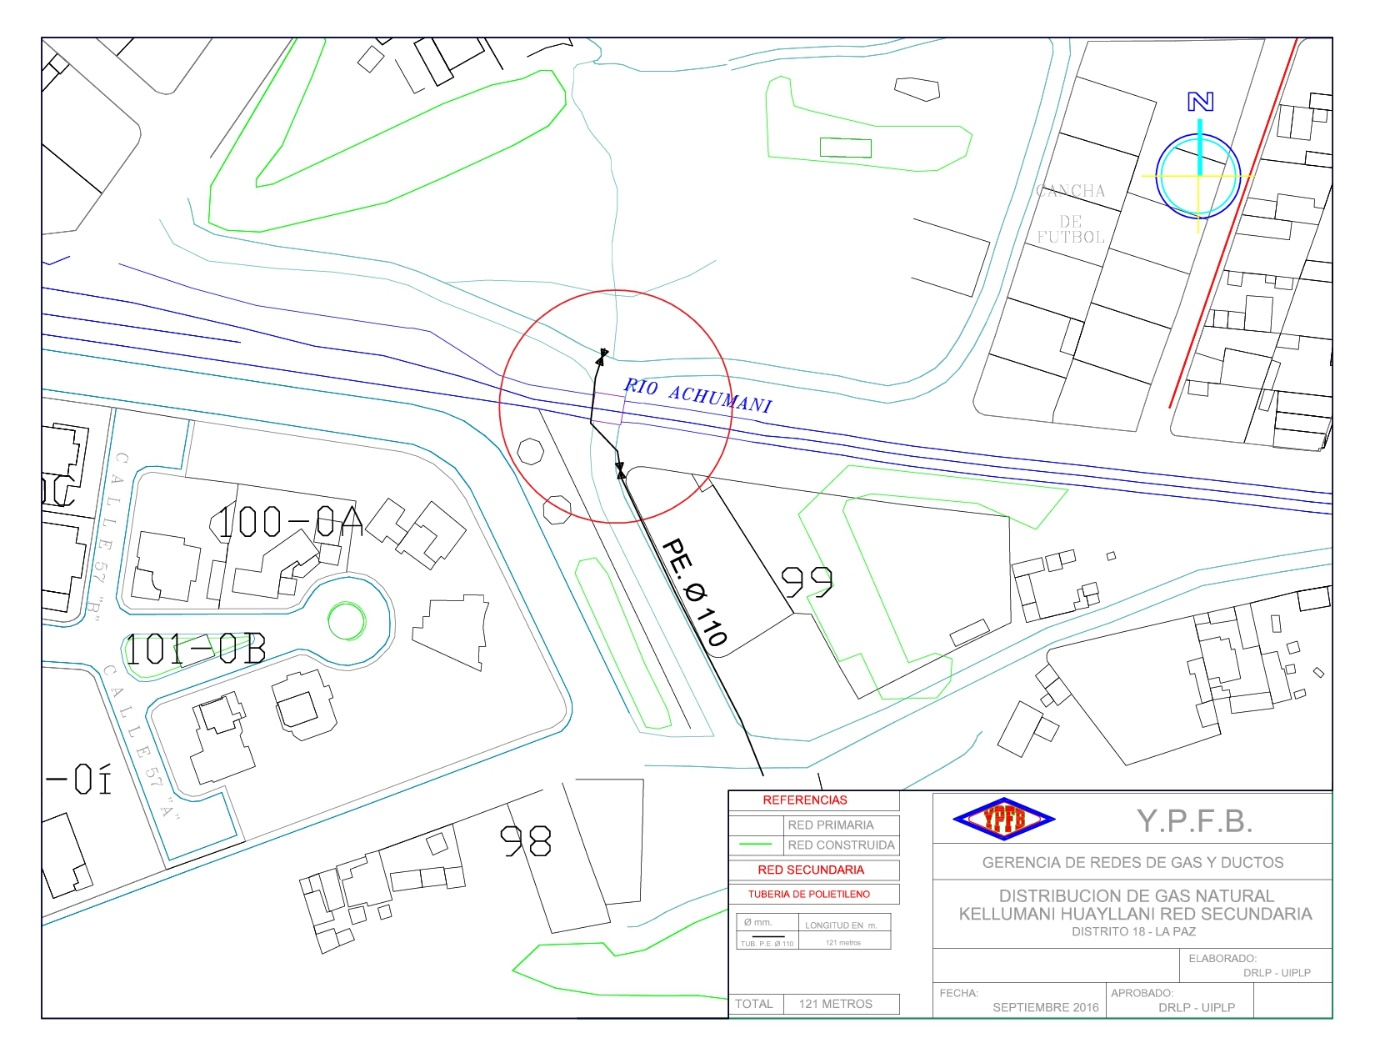 N
CANCHA
DE
FUTBOL
RIO ACHUMANI
CALLE 57 "B"
100-0A
PE. Ø 110
99
101-0B
CALLE 57 "A"
-0í
98
REFERENCIAS
RED PRIMARIA
RED CONSTRUIDA
RED SECUNDARIA
TUBERIA DE POLIETILENO
Ø mm.
LONGITUD EN m.
TUB. P.E. Ø 110
121 metros
TOTAL
121 METROS
YPFB
Y.P.F.B.
GERENCIA DE REDES DE GAS Y DUCTOS
DISTRIBUCION DE GAS NATURAL
KELLUMANI HUAYLLANI RED SECUNDARIA
DISTRITO 18 - LA PAZ
ELABORADO:
DRLP - UIPLP
FECHA:
SEPTIEMBRE 2016
APROBADO:
DRLP - UIPLP